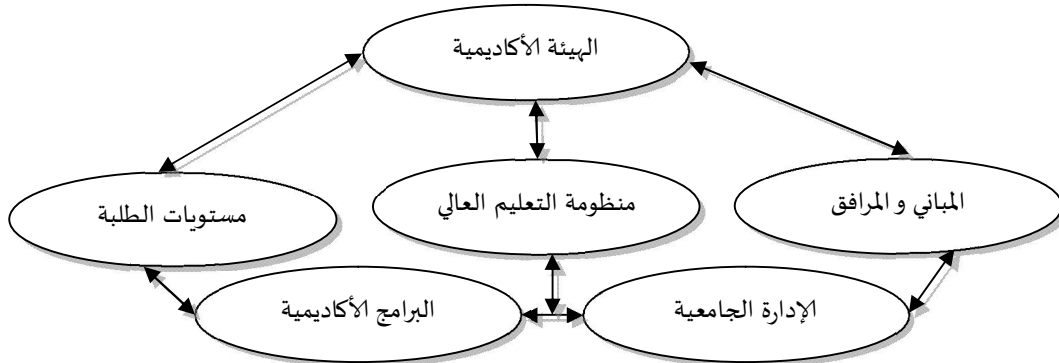 الهيئة الأكاديمية
المباني و المرافق
منظومة التعليم العالي
مستويات الطلبة
الإدارة الجامعية
البرامج الأكاديمية